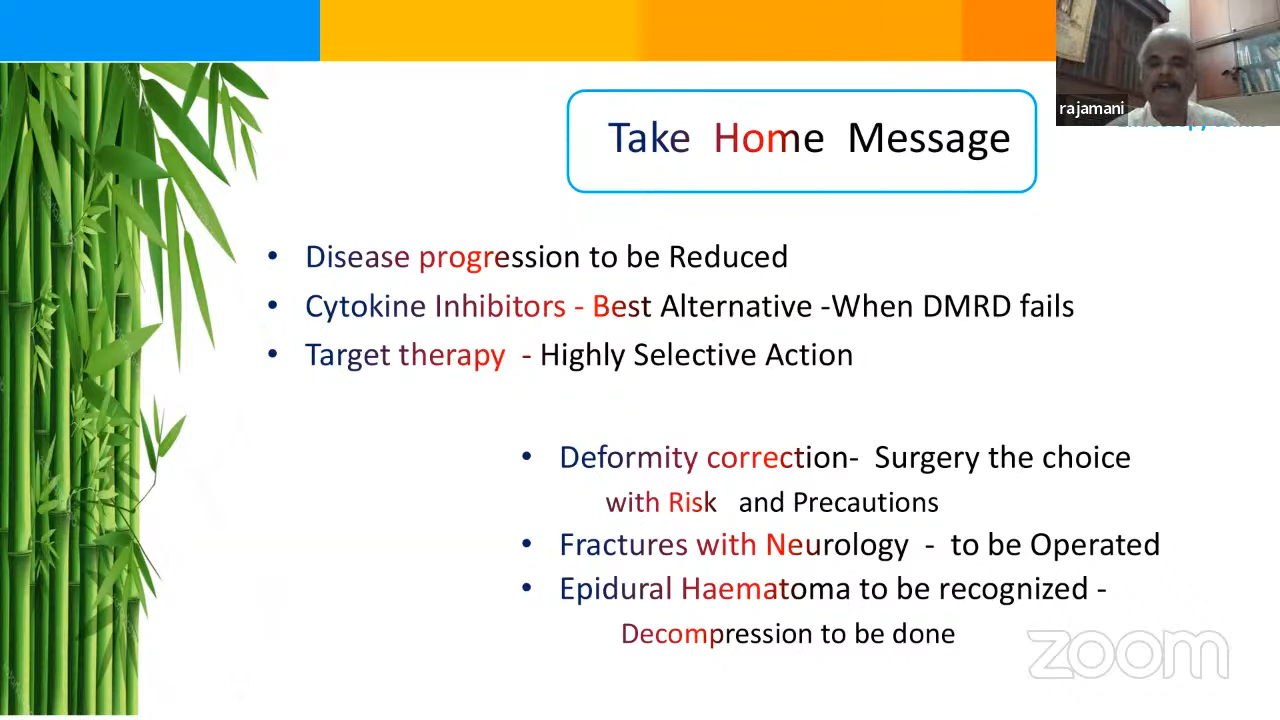 rajamani
Take Home Message
• Disease progression to be Reduced
• Cytokine Inhibitors - Best Alternative -When DMRD fails
• Target therapy - Highly Selective Action
• Deformity correction- Surgery the choice
with Risk and Precautions
• Fractures with Neurology - to be Operated
• Epidural Haematoma to be recognized -
Decompression to be done
zoom